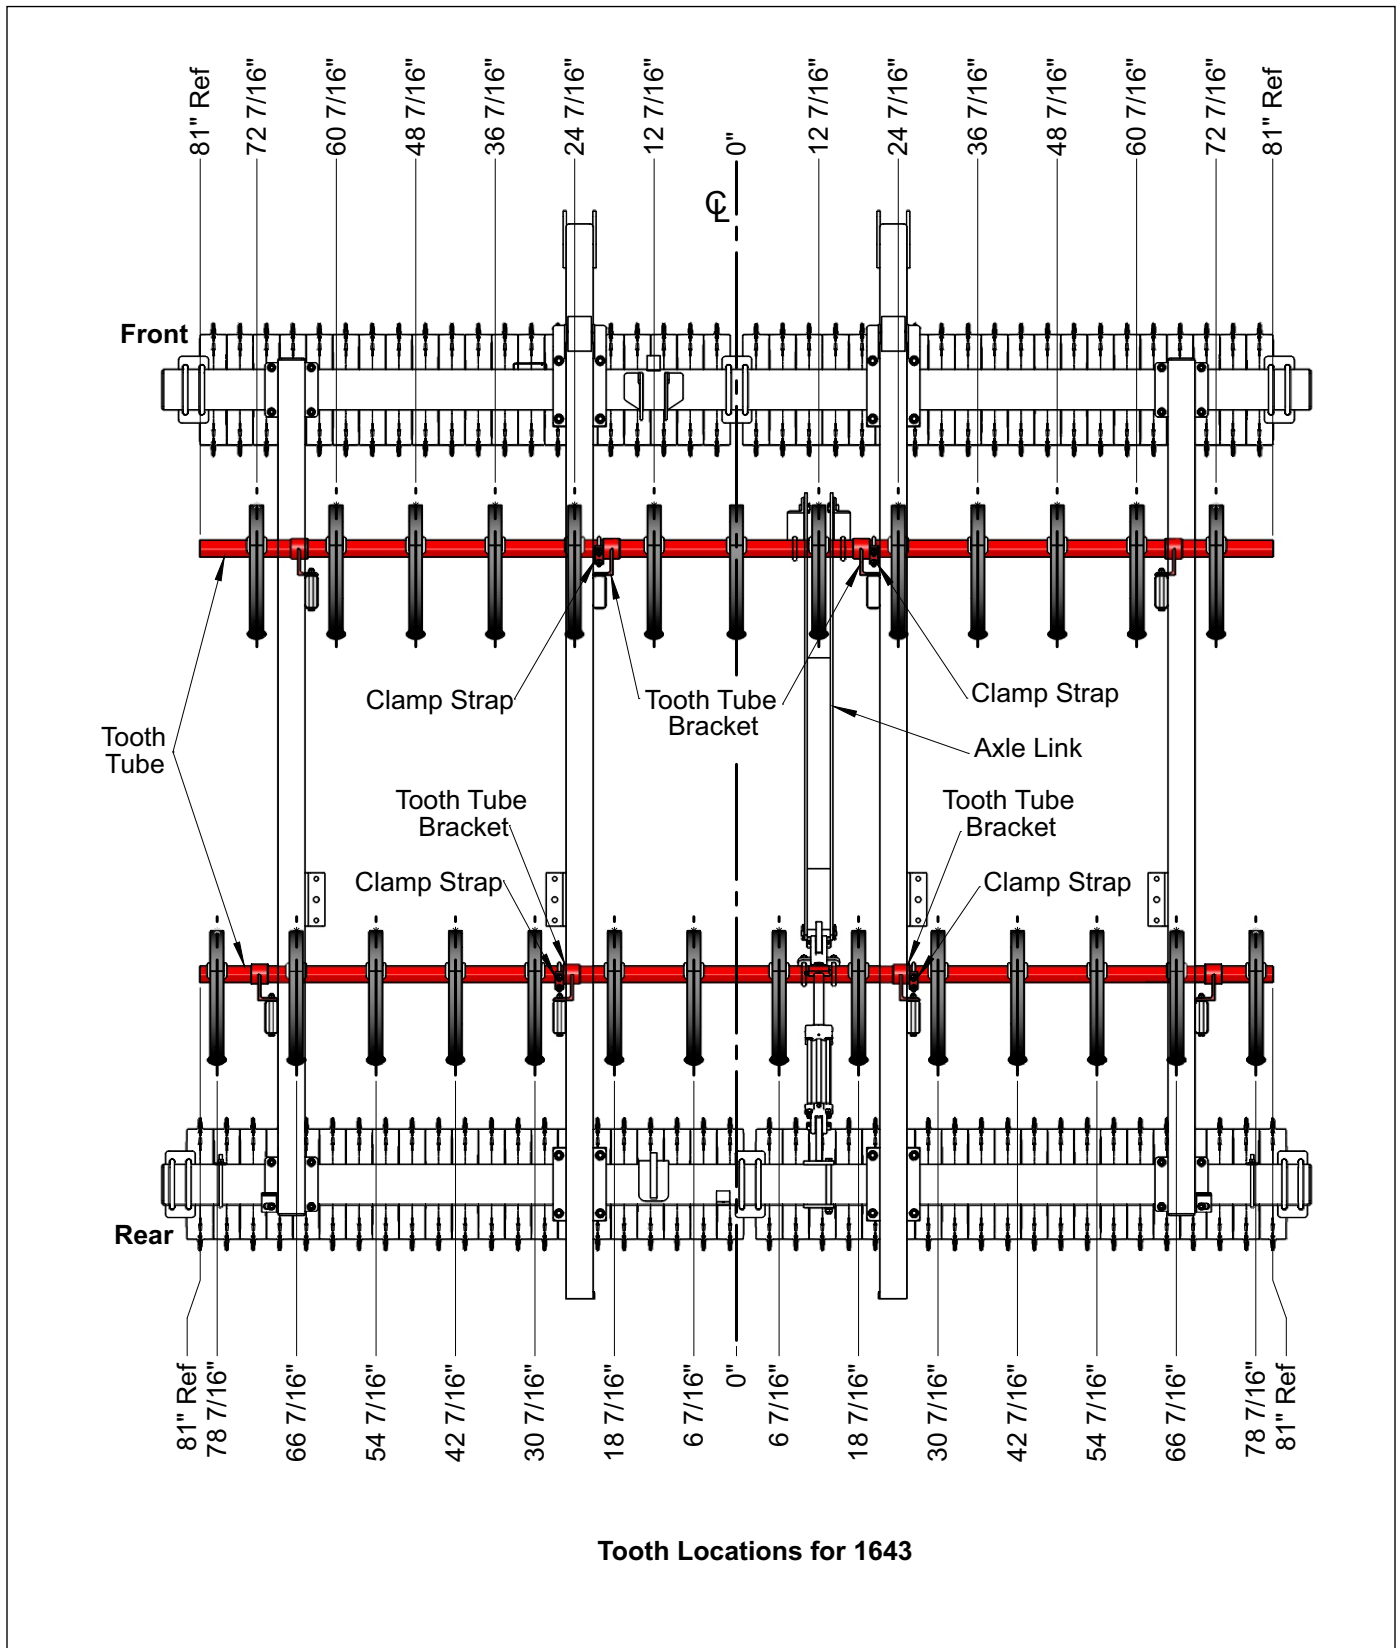 81" Ref
72 7/16"
60 7/16"
48 7/16"
36 7/16"
24 7/16"
12 7/16"
0"
12 7/16"
24 7/16"
36 7/16"
48 7/16"
60 7/16"
72 7/16"
81" Ref
℄
Front
Clamp Strap
Tooth Tube
Bracket
Clamp Strap
Tooth
Tube
Axle Link
Tooth Tube
Bracket
Tooth Tube
Bracket
Clamp Strap
Clamp Strap
Rear
81" Ref
78 7/16"
66 7/16"
54 7/16"
42 7/16"
30 7/16"
18 7/16"
6 7/16"
0"
6 7/16"
18 7/16"
30 7/16"
42 7/16"
54 7/16"
66 7/16"
78 7/16"
81" Ref
Tooth Locations for 1643